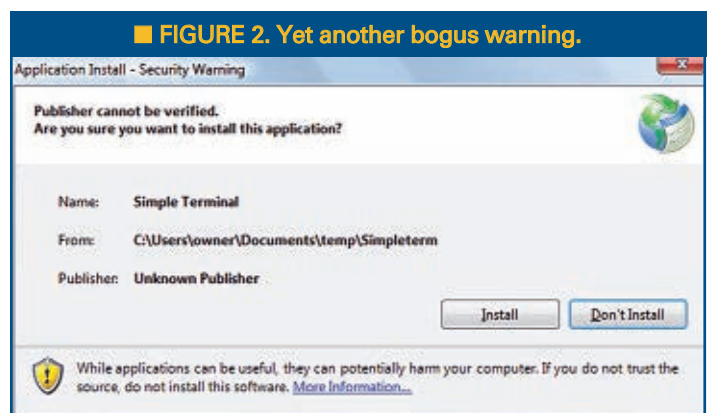 ■ FIGURE 2. Yet another bogus warning.
Application Install - Security Warning
Publisher cannot be verified.
Are you sure you want to install this application?
Name: Simple Terminal
From: C:\Users\owner\Documents\temp\Simpleterm
Publisher: Unknown Publisher
Install Don't Install
While applications can be useful, they can potentially harm your computer. If you do not trust the
source, do not install this software. More Information...